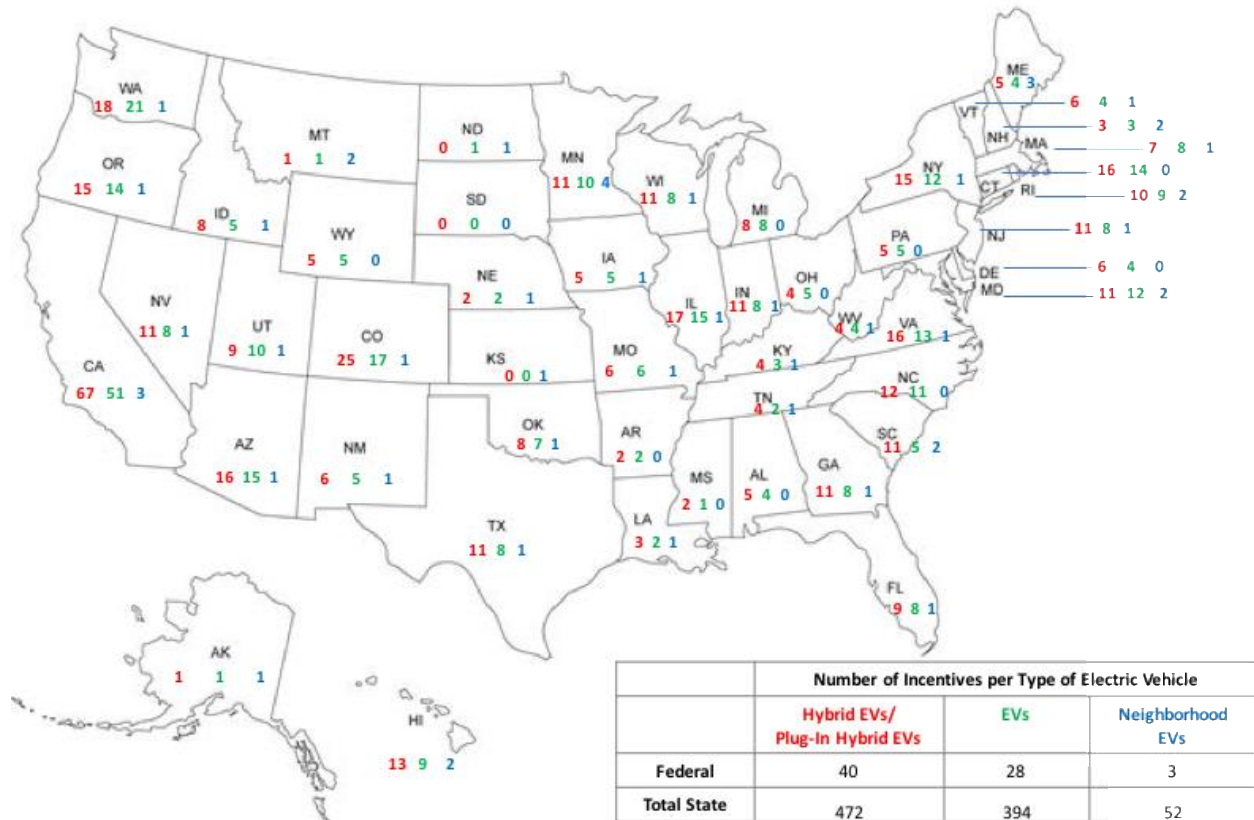 WA
18 21 1
OR
15 14 1
ID
8 5 1
MT
1 1 2
WY
5 5 0
ND
0 1 1
SD
0 0 0
NE
2 2 1
KS
0 0 1
OK
8 7 1
TX
11 8 1
NV
11 8 1
UT
9 10 1
CO
25 17 1
CA
67 51 3
AZ
16 15 1
NM
6 5 1
MN
11 10 4
IA
5 5 1
MO
6 6 1
AR
2 2 0
LA
3 2 1
WI
11 8 1
IL
17 15 1
MI
8 8 0
IN
11 8 1
OH
4 5 0
KY
4 3 1
TN
4 2 1
MS
2 1 0
AL
5 4 0
GA
11 8 1
FL
9 8 1
SC
11 5 2
NC
12 11 0
VA
16 13 1
WV
4 4 1
PA
5 5 0
NY
15 12 1
ME
5 4 3
VT
6 4 1
NH
3 3 2
MA
7 8 1
CT
16 14 0
RI
10 9 2
NJ
11 8 1
DE
6 4 0
MD
11 12 2
AK
1 1 1
HI
13 9 2
Number of Incentives per Type of Electric Vehicle
Hybrid EVs/ EVs Neighborhood
Plug-In Hybrid EVs EVs
Federal 40 28 3
Total State 472 394 52